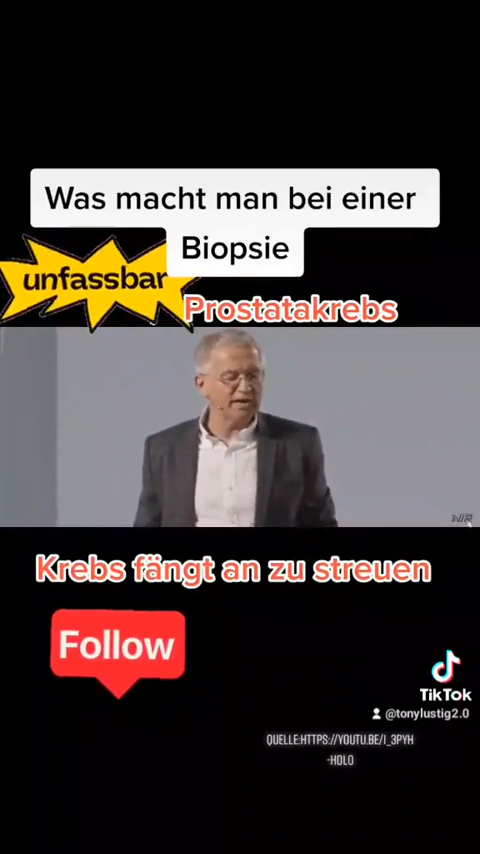 Was macht man bei einer
Biopsie
unfassbar
Prostatakrebs
WIR
Krebs fängt an zu streuen
Follow
TikTok
@tonylustig2.0
QUELLE:HTTPS://YOUTU.BE/I_3PYH
-HOLO